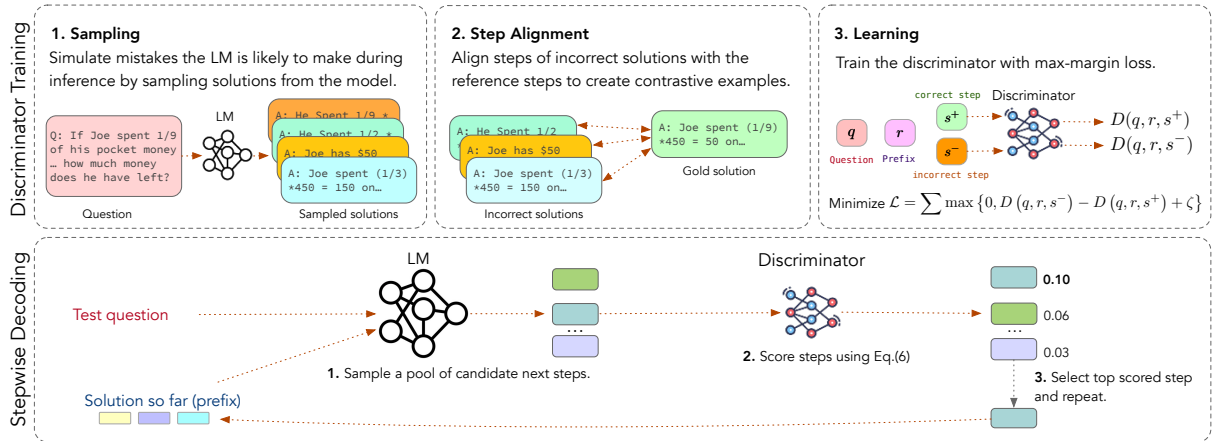 Discriminator Training
1. Sampling
Simulate mistakes the LM is likely to make during
inference by sampling solutions from the model.
Q: If Joe spent 1/9
of his pocket money
… how much money
does he have left?
Question
LM
A: He Spent 1/9 *
A: He Spent 1/2 *
A: Joe has $50
A: Joe spent (1/3)
*450 = 150 on…
Sampled solutions
2. Step Alignment
Align steps of incorrect solutions with the
reference steps to create contrastive examples.
A: He Spent 1/2
A: Joe has $50
A: Joe spent (1/3)
*450 = 150 on…
Incorrect solutions
A: Joe spent (1/9)
*450 = 50 on…
Gold solution
3. Learning
Train the discriminator with max-margin loss.
correct step
Discriminator
q
r
s⁺
s⁻
Question
Prefix
incorrect step
D(q, r, s⁺)
D(q, r, s⁻)
Minimize ℒ = ∑ max {0, D (q, r, s⁻) − D (q, r, s⁺) + ζ}
Stepwise Decoding
Test question
Solution so far (prefix)
LM
1. Sample a pool of candidate next steps.
...
Discriminator
2. Score steps using Eq.(6)
0.10
0.06
...
0.03
3. Select top scored step
and repeat.